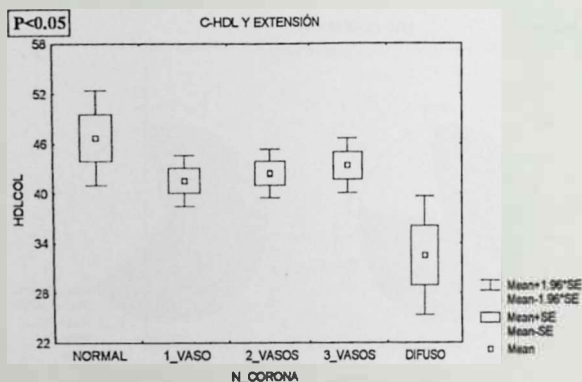 P<0.05
C-HDL Y EXTENSIÓN
58
52
46
40
34
28
22
HDLCOL
NORMAL
1_VASO
2_VASOS
3_VASOS
DIFUSO
N_CORONA
Mean+1.96*SE
Mean-1.96*SE
Mean+SE
Mean-SE
Mean